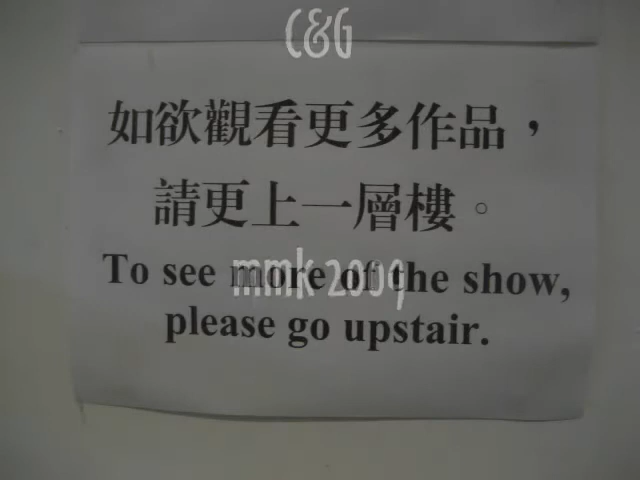 C&G
如欲觀看更多作品，
請更上一層樓。
To see more of the show,
mmk 2009
please go upstair.